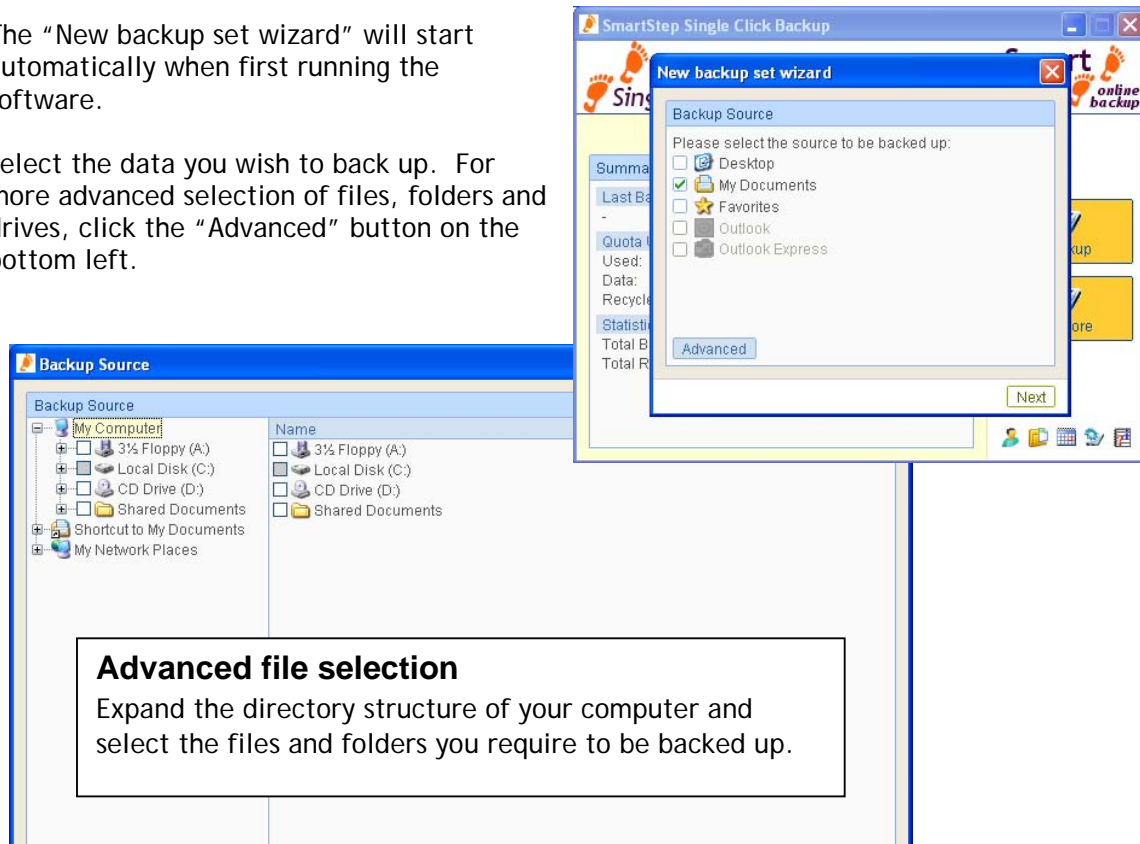 The “New backup set wizard” will start
automatically when first running the
software.
Select the data you wish to back up.  For
more advanced selection of files, folders and
drives, click the “Advanced” button on the
bottom left.
SmartStep Single Click Backup
New backup set wizard
online
backup
Backup Source
Please select the source to be backed up:
Desktop
My Documents
Favorites
Outlook
Outlook Express
Advanced
Next
Last Ba
-
Quota
Used:
Data:
Recycle
Total B
Total R
Backup Source
Backup Source
My Computer
3½ Floppy (A:)
Local Disk (C:)
CD Drive (D:)
Shared Documents
Shortcut to My Documents
My Network Places
Name
3½ Floppy (A:)
Local Disk (C:)
CD Drive (D:)
Shared Documents
Advanced file selection
Expand the directory structure of your computer and
select the files and folders you require to be backed up.